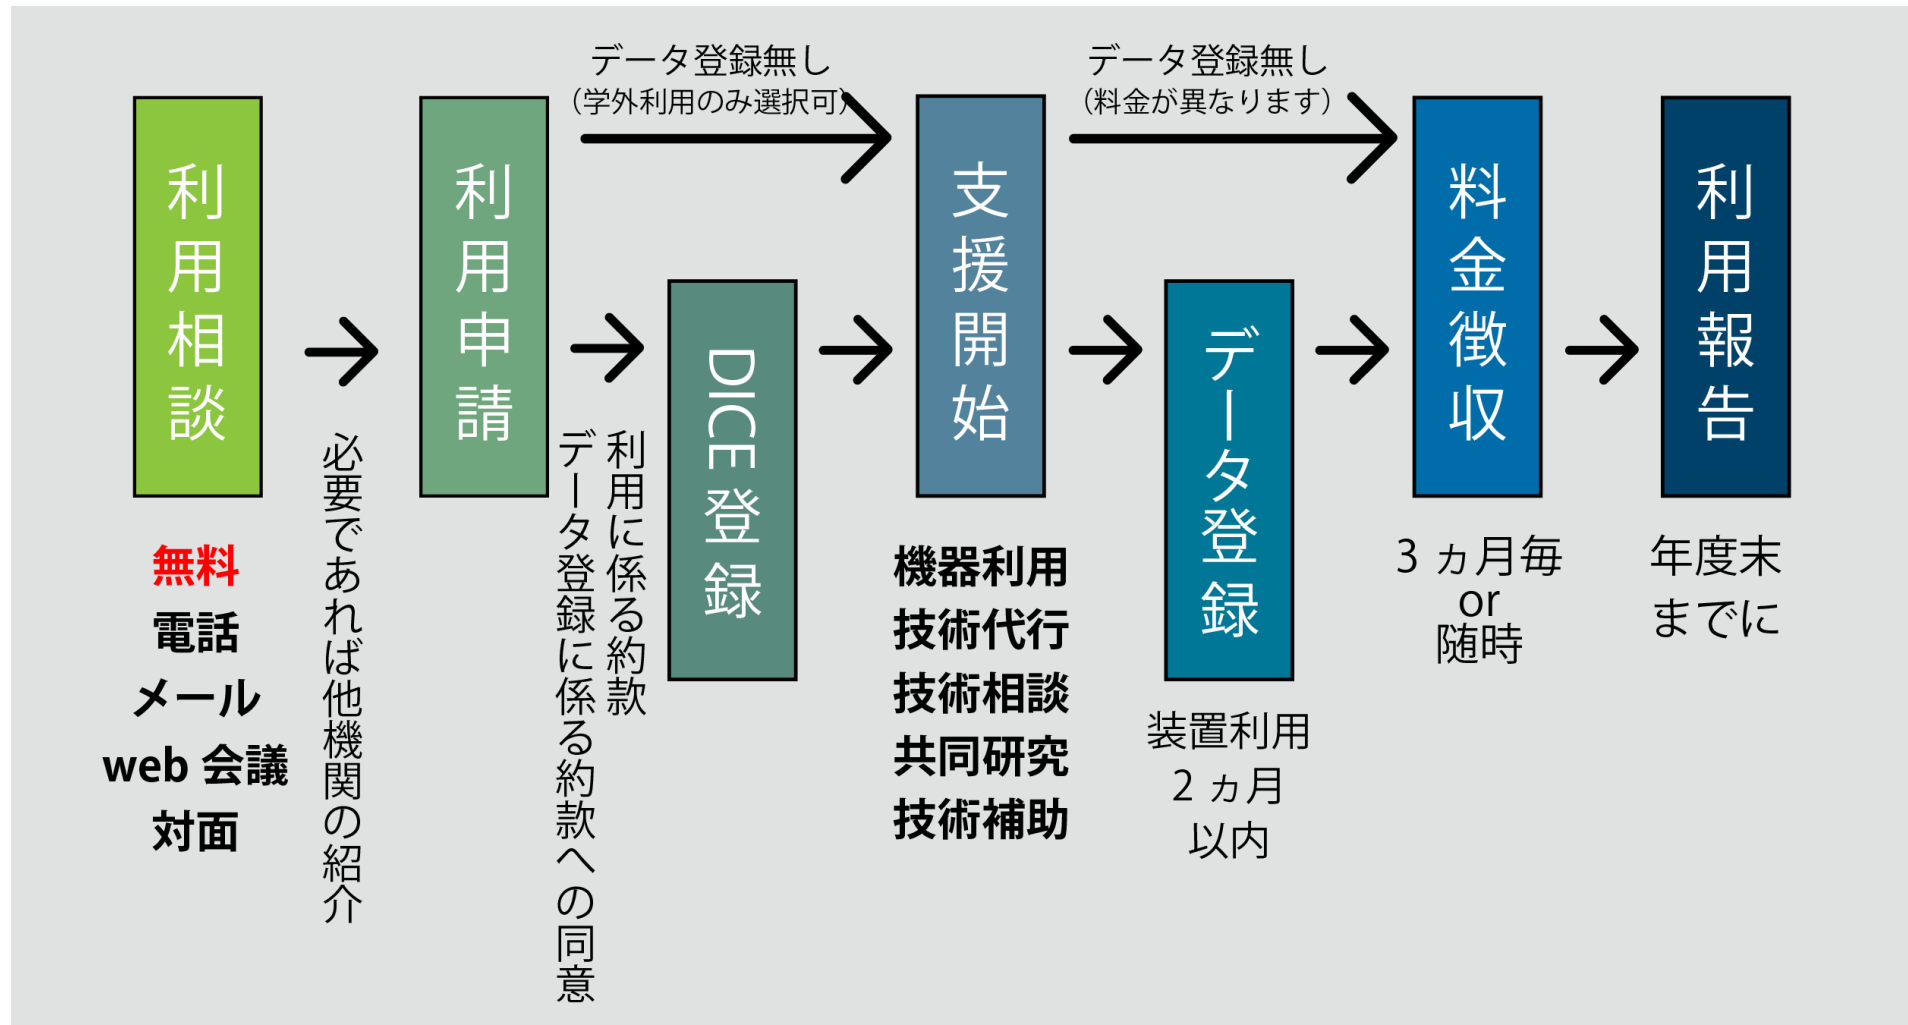 利用相談
無料
電話
メール
web 会議
対面
必要であれば他機関の紹介
利用申請
データ登録無し
（学外利用のみ選択可）
利用に係る約款
データ登録に係る約款への同意
DICE登録
支援開始
機器利用
技術代行
技術相談
共同研究
技術補助
データ登録無し
（料金が異なります）
データ登録
装置利用
2 ヵ月
以内
料金徴収
3 ヵ月毎
or
随時
利用報告
年度末
までに